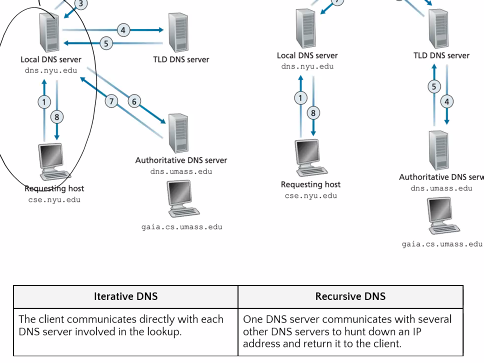 3
4
5
Local DNS server
dns.nyu.edu
TLD DNS server
1
8
7
6
Authoritative DNS server
dns.umass.edu
Requesting host
cse.nyu.edu
gaia.cs.umass.edu
7
Local DNS server
dns.nyu.edu
TLD DNS server
1
8
5
4
Requesting host
cse.nyu.edu
Authoritative DNS serve
dns.umass.edu
gaia.cs.umass.edu
Iterative DNS
The client communicates directly with each
DNS server involved in the lookup.
Recursive DNS
One DNS server communicates with several
other DNS servers to hunt down an IP
address and return it to the client.